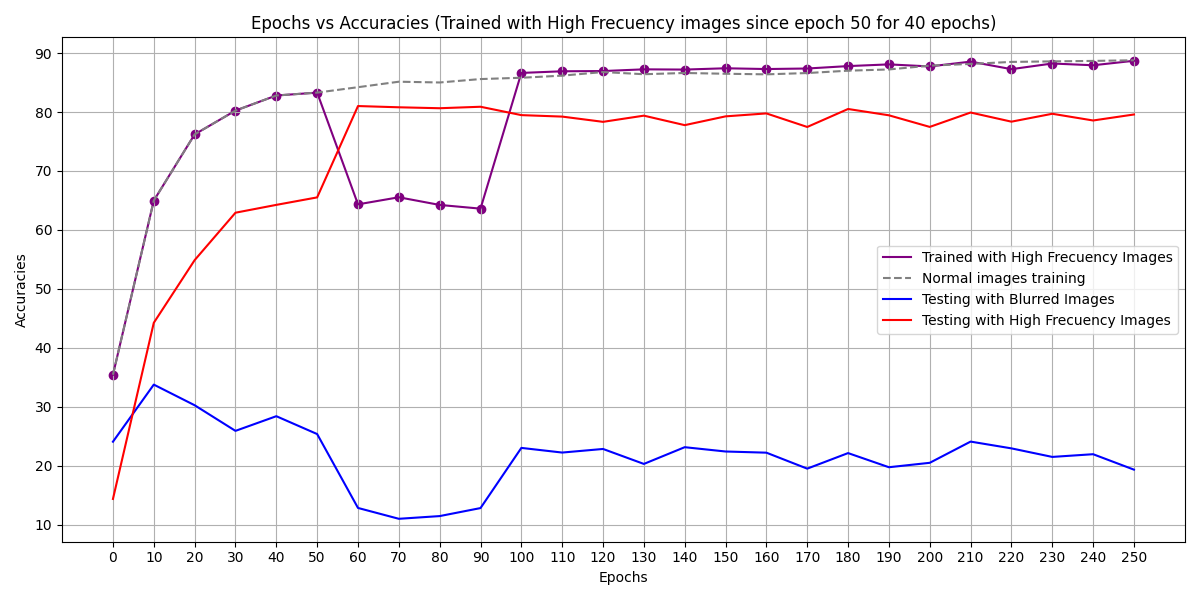 Epochs vs Accuracies (Trained with High Frecuency images since epoch 50 for 40 epochs)
Accuracies
90
80
70
60
50
40
30
20
10
Trained with High Frecuency Images
Normal images training
Testing with Blurred Images
Testing with High Frecuency Images
0 10 20 30 40 50 60 70 80 90 100 110 120 130 140 150 160 170 180 190 200 210 220 230 240 250
Epochs